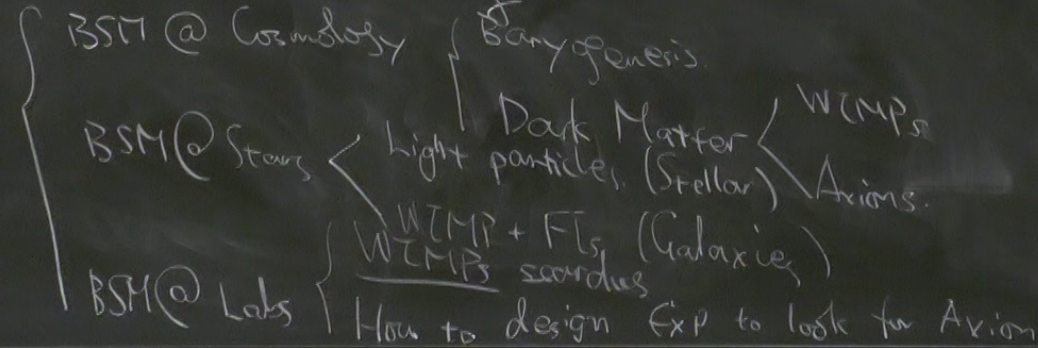 BSM @ Cosmology { Baryogenesis.
Dark Matter < WIMPs
Axions.
BSM @ Stars < Light particles (Stellar)
WIMP + FIs (Galaxies)
BSM @ Labs { WIMPs searches
How to design Exp to look for Axion